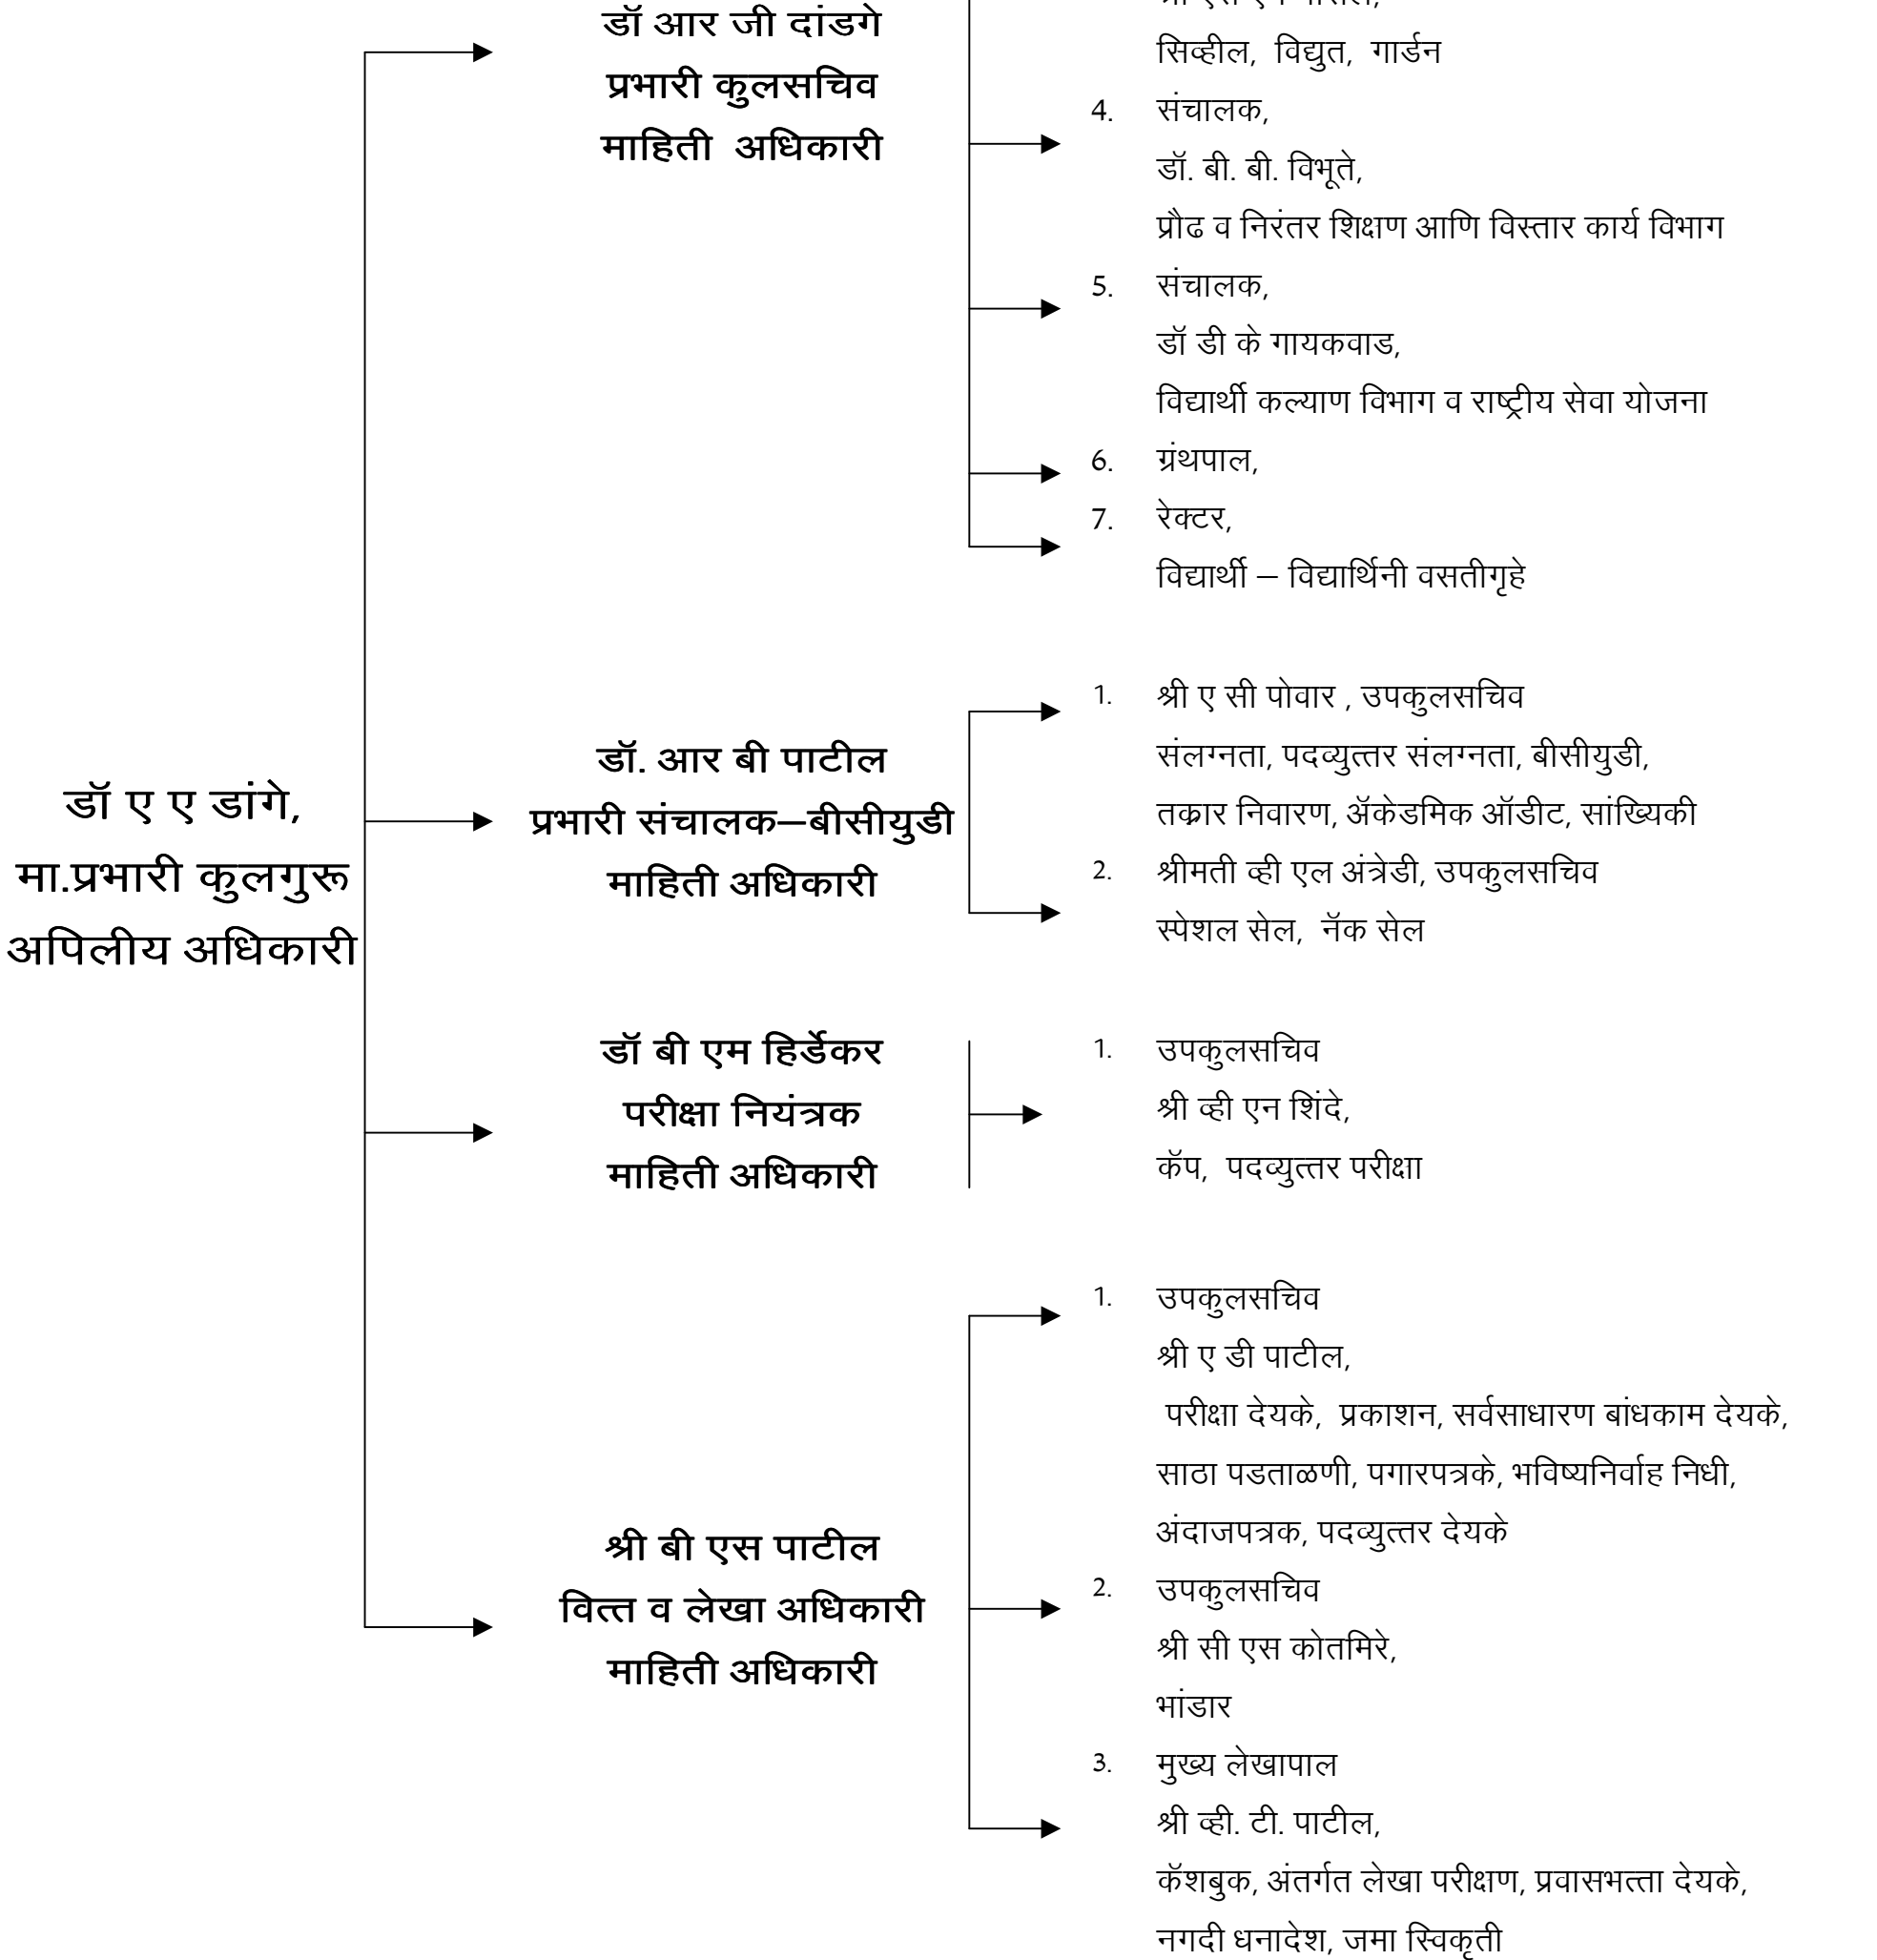 डॉ आर जी दांडगे
प्रभारी कुलसचिव
माहिती अधिकारी
सिव्हील, विद्युत, गार्डन
4. संचालक,
डॉ. बी. बी. विभूते,
प्रौढ व निरंतर शिक्षण आणि विस्तार कार्य विभाग
5. संचालक,
डॉ डी के गायकवाड,
विद्यार्थी कल्याण विभाग व राष्ट्रीय सेवा योजना
6. ग्रंथपाल,
7. रेक्टर,
विद्यार्थी – विद्यार्थिनी वसतीगृहे
डॉ ए ए डांगे,
मा.प्रभारी कुलगुरू
अपिलीय अधिकारी
डॉ. आर बी पाटील
प्रभारी संचालक–बीसीयुडी
माहिती अधिकारी
1. श्री ए सी पोवार , उपकुलसचिव
संलग्नता, पदव्युत्तर संलग्नता, बीसीयुडी,
तक्रार निवारण, ॲकेडमिक ऑडीट, सांख्यिकी
2. श्रीमती व्ही एल अंत्रेडी, उपकुलसचिव
स्पेशल सेल, नॅक सेल
डॉ बी एम हिर्डेकर
परीक्षा नियंत्रक
माहिती अधिकारी
1. उपकुलसचिव
श्री व्ही एन शिंदे,
कॅप, पदव्युत्तर परीक्षा
श्री बी एस पाटील
वित्त व लेखा अधिकारी
माहिती अधिकारी
1. उपकुलसचिव
श्री ए डी पाटील,
परीक्षा देयके, प्रकाशन, सर्वसाधारण बांधकाम देयके,
साठा पडताळणी, पगारपत्रके, भविष्यनिर्वाह निधी,
अंदाजपत्रक, पदव्युत्तर देयके
2. उपकुलसचिव
श्री सी एस कोतमिरे,
भांडार
3. मुख्य लेखापाल
श्री व्ही. टी. पाटील,
कॅशबुक, अंतर्गत लेखा परीक्षण, प्रवासभत्ता देयके,
नगदी धनादेश, जमा स्विकृती